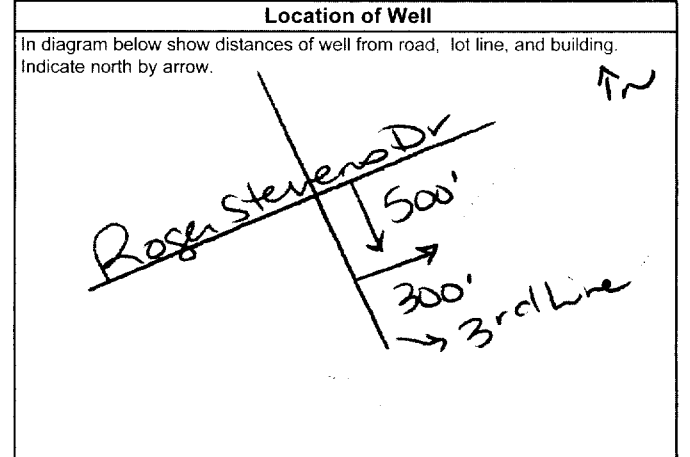 Location of Well
In diagram below show distances of well from road, lot line, and building.
Indicate north by arrow.
N
Roger Stevens Dr
500'
300'
3rd Line